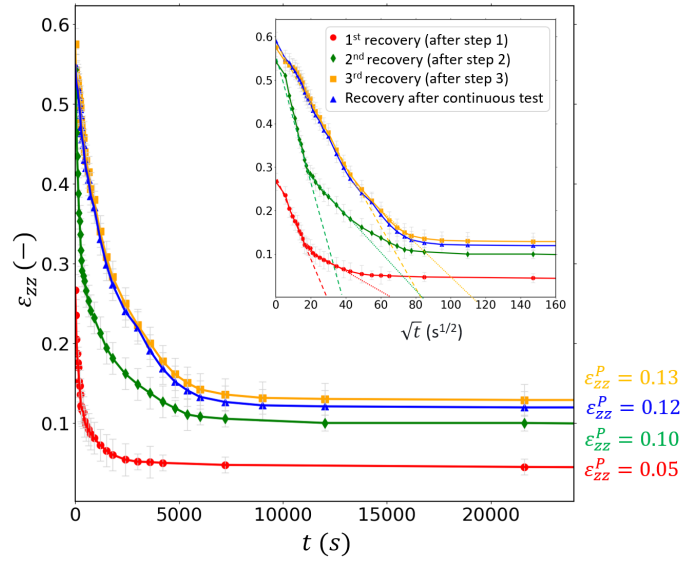 0.6
0.5
0.4
0.3
0.2
0.1
ε_zz (−)
0 5000 10000 15000 20000
t (s)
0.6
0.5
0.4
0.3
0.2
0.1
0 20 40 60 80 100 120 140 160
√t (s^1/2)
1st recovery (after step 1)
2nd recovery (after step 2)
3rd recovery (after step 3)
Recovery after continuous test
ε_zz^P = 0.13
ε_zz^P = 0.12
ε_zz^P = 0.10
ε_zz^P = 0.05